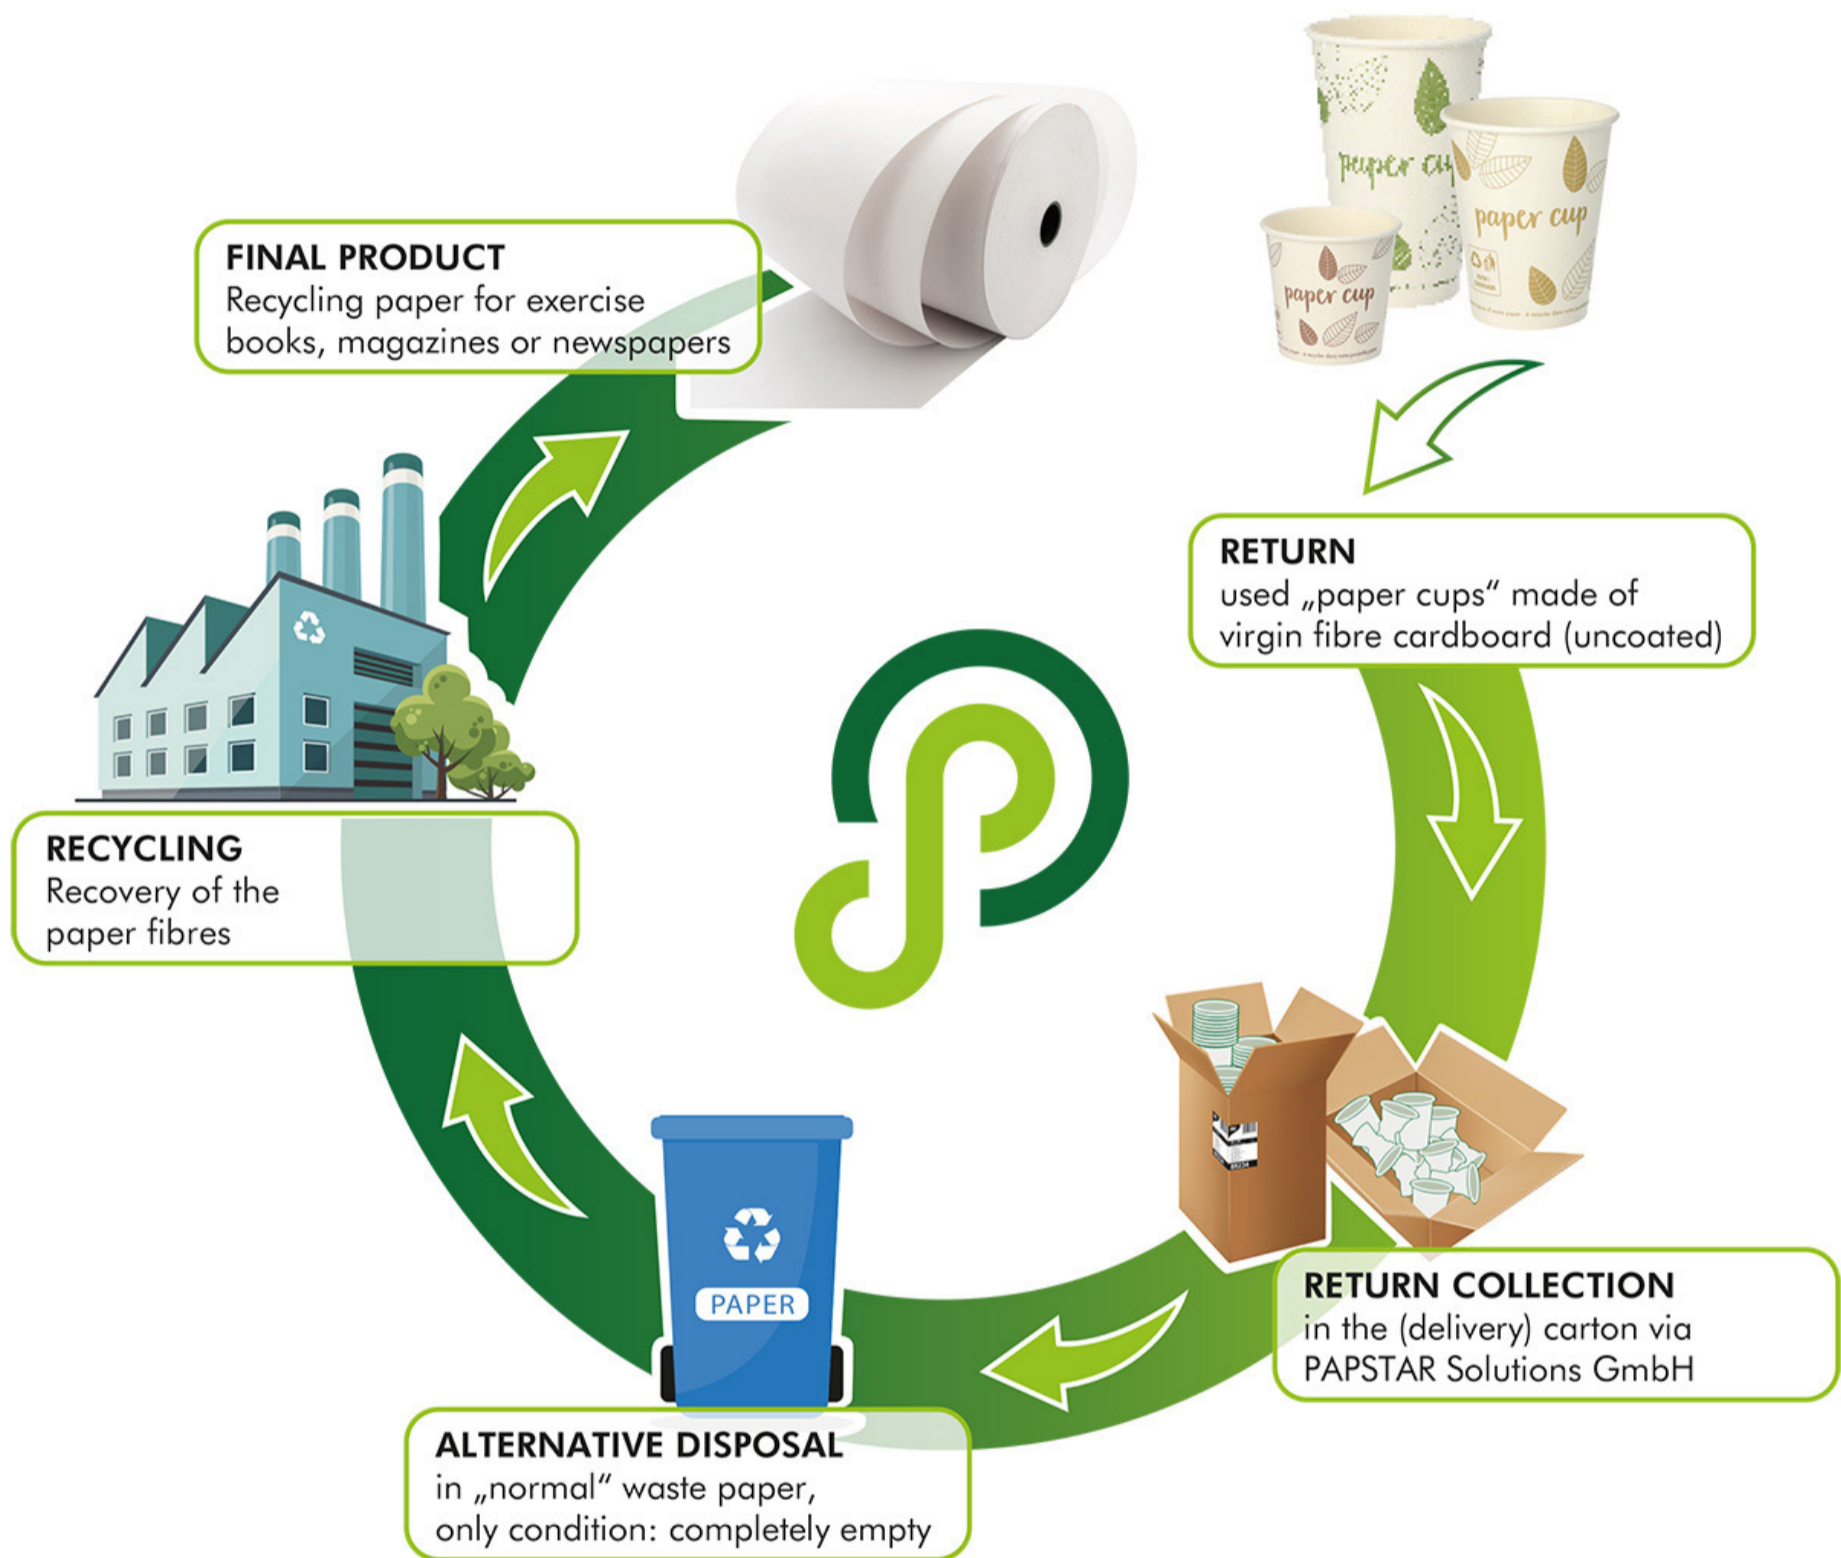 FINAL PRODUCT
Recycling paper for exercise
books, magazines or newspapers
paper cup
paper cup
paper cup
RETURN
used „paper cups“ made of
virgin fibre cardboard (uncoated)
RECYCLING
Recovery of the
paper fibres
PAPER
RETURN COLLECTION
in the (delivery) carton via
PAPSTAR Solutions GmbH
ALTERNATIVE DISPOSAL
in „normal“ waste paper,
only condition: completely empty